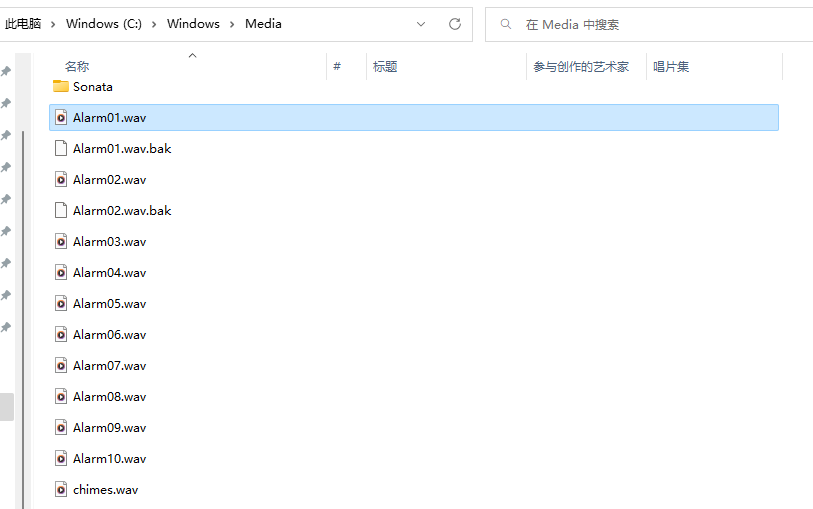 此电脑 > Windows (C:) > Windows > Media
在 Media 中搜索
名称 # 标题 参与创作的艺术家 唱片集
Sonata
Alarm01.wav
Alarm01.wav.bak
Alarm02.wav
Alarm02.wav.bak
Alarm03.wav
Alarm04.wav
Alarm05.wav
Alarm06.wav
Alarm07.wav
Alarm08.wav
Alarm09.wav
Alarm10.wav
chimes.wav